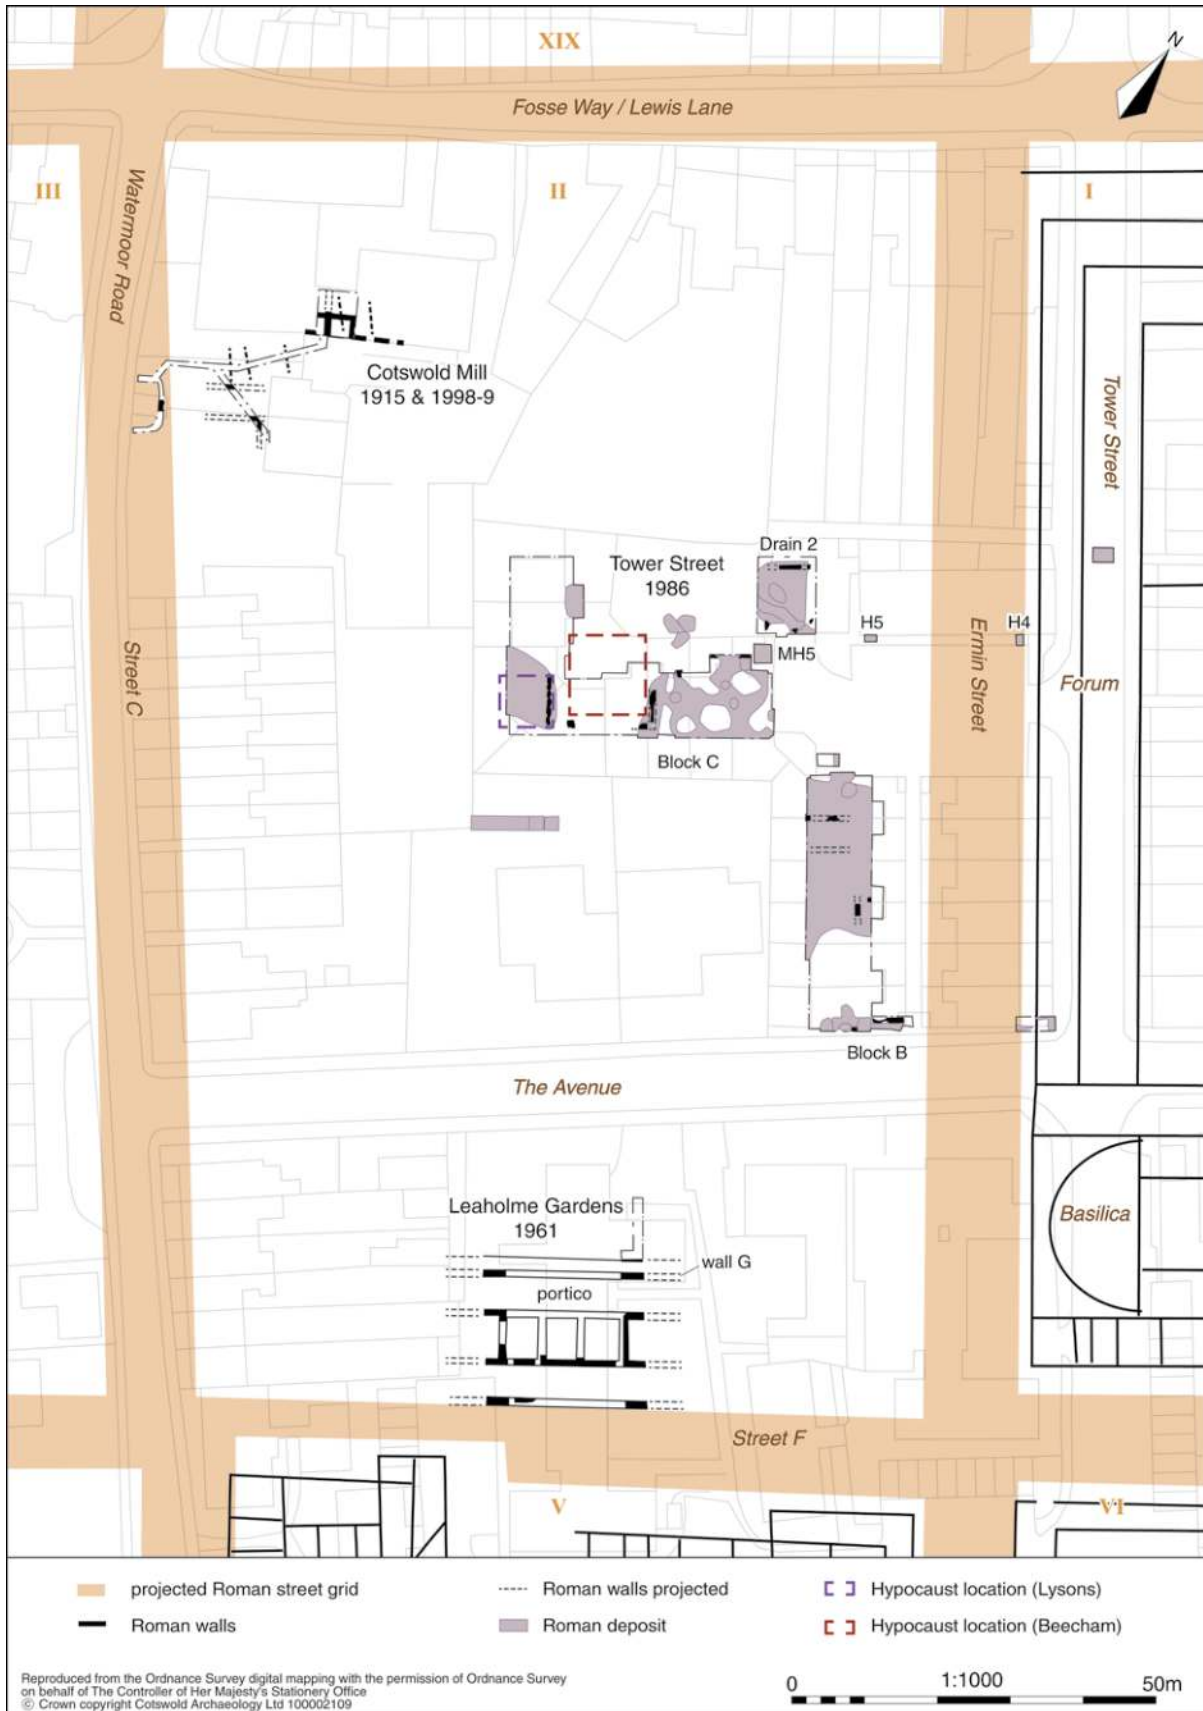 XIX
N
Fosse Way / Lewis Lane
III
II
I
Watermoor Road
Tower Street
Cotswold Mill
1915 & 1998-9
Drain 2
Tower Street
1986
H5
H4
MH5
Street C
Ermin Street
Forum
Block C
Block B
The Avenue
Leaholme Gardens
1961
Basilica
wall G
portico
Street F
V
VI
projected Roman street grid
Roman walls projected
Hypocaust location (Lysons)
Roman walls
Roman deposit
Hypocaust location (Beecham)
Reproduced from the Ordnance Survey digital mapping with the permission of Ordnance Survey
on behalf of The Controller of Her Majesty's Stationery Office
© Crown copyright Cotswold Archaeology Ltd 100002109
0
1:1000
50m